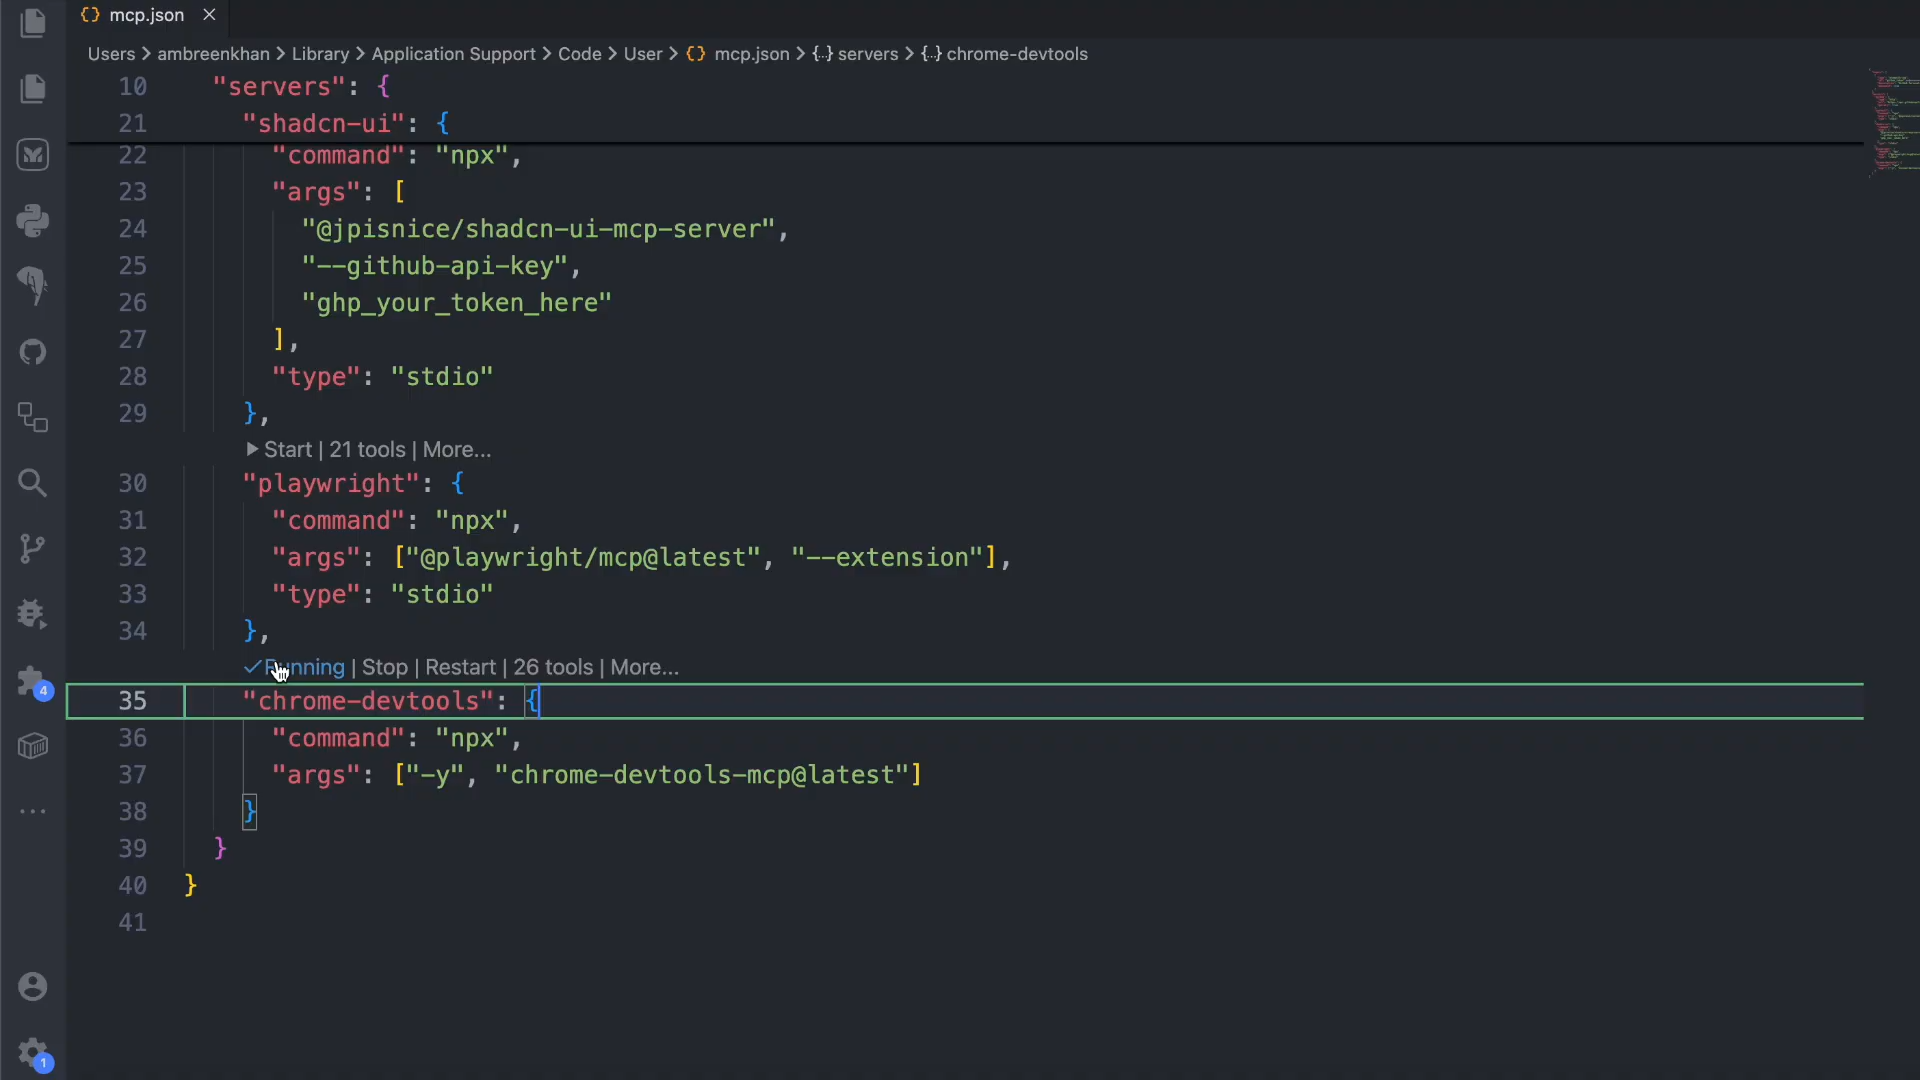 mcp.json
Users > ambreenkhan > Library > Application Support > Code > User > {} mcp.json > {..} servers > {..} chrome-devtools
10 "servers": {
21 "shadcn-ui": {
22 "command": "npx",
23 "args": [
24 "@jpisnice/shadcn-ui-mcp-server",
25 "--github-api-key",
26 "ghp_your_token_here"
27 ],
28 "type": "stdio"
29 },
Start | 21 tools | More...
30 "playwright": {
31 "command": "npx",
32 "args": ["@playwright/mcp@latest", "--extension"],
33 "type": "stdio"
34 },
✓Running | Stop | Restart | 26 tools | More...
35 "chrome-devtools": {
36 "command": "npx",
37 "args": ["-y", "chrome-devtools-mcp@latest"]
38 }
39 }
40 }
41
4
1